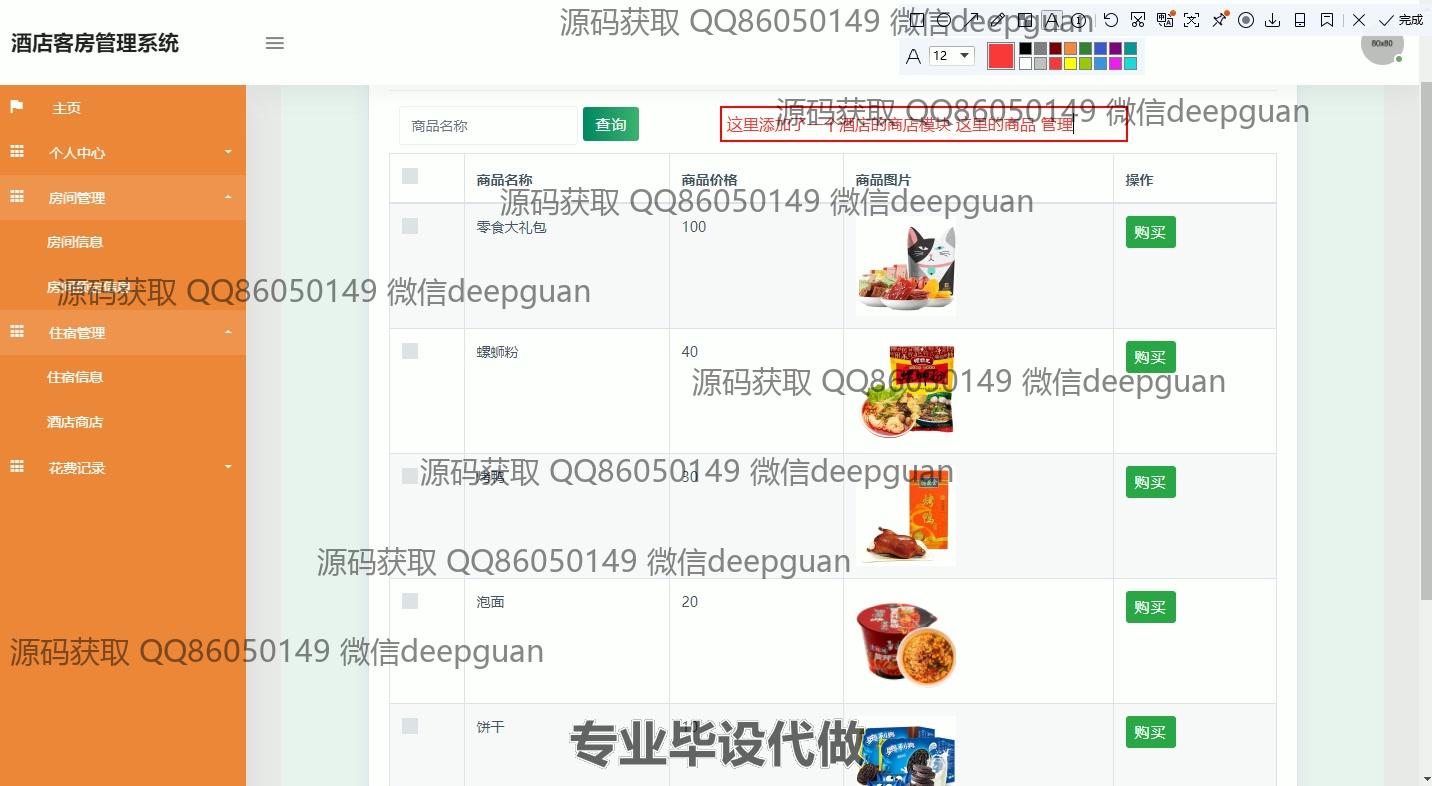 源码获取 QQ86050149 微信deepguan
完成
酒店客房管理系统
A 12
60x60
主页
源码获取 QQ86050149 微信deepguan
商品名称 查询 这里添加了一个酒店的商店模块 这里的商品 管理
个人中心
商品名称 商品价格 商品图片 操作
房间管理
源码获取 QQ86050149 微信deepguan
零食大礼包 100 购买
房间信息
源码获取 QQ86050149 微信deepguan
住宿管理
螺蛳粉 40 购买
住宿信息
源码获取 QQ86050149 微信deepguan
酒店商店
花费记录
源码获取 QQ86050149 微信deepguan
烤鸭 80 购买
烤鸭
源码获取 QQ86050149 微信deepguan
泡面 20 购买
源码获取 QQ86050149 微信deepguan
饼干 购买
专业毕设代做
奥利奥